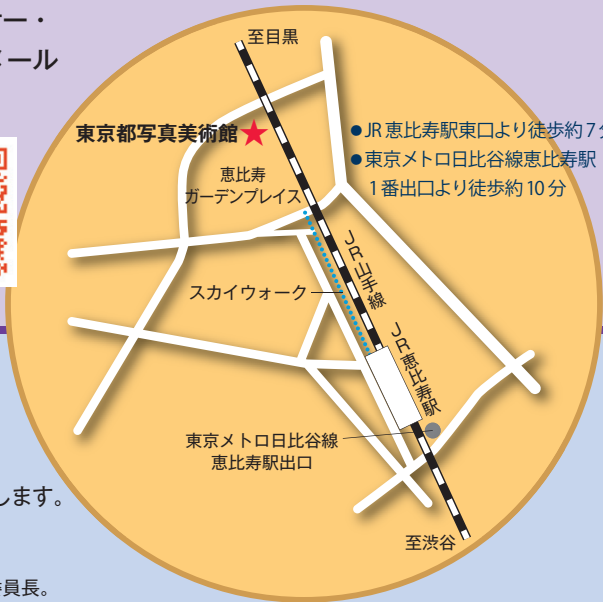 ー・
ール
至目黒
東京都写真美術館
●JR恵比寿駅東口より徒歩約7分
●東京メトロ日比谷線恵比寿駅
1番出口より徒歩約10分
恵比寿
ガーデンプレイス
JR山手線
スカイウォーク
JR恵比寿駅
東京メトロ日比谷線
恵比寿駅出口
します。
至渋谷
員長。